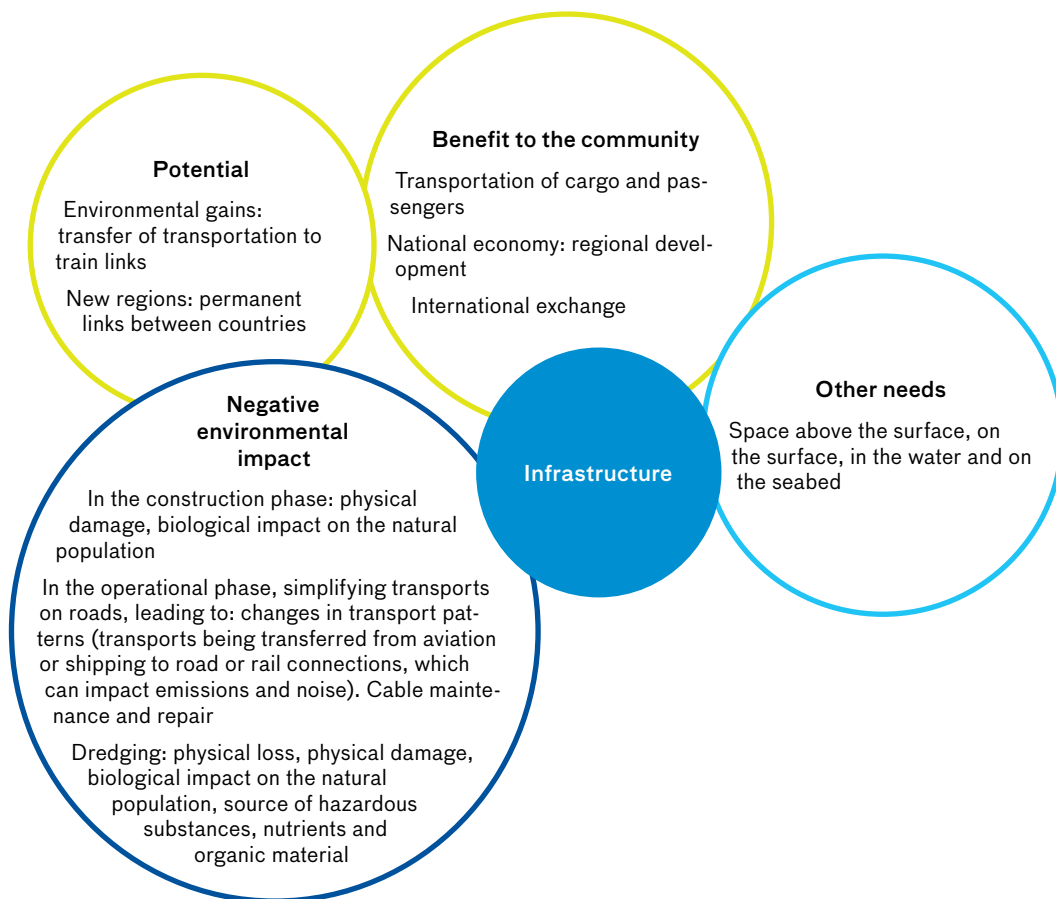 Potential
Environmental gains:
transfer of transportation to
train links
New regions: permanent
links between countries
Benefit to the community
Transportation of cargo and pas-
sengers
National economy: regional devel-
opment
International exchange
Other needs
Space above the surface, on
the surface, in the water and on
the seabed
Infrastructure
Negative
environmental
impact
In the construction phase: physical
damage, biological impact on the natural
population
In the operational phase, simplifying transports
on roads, leading to: changes in transport pat-
terns (transports being transferred from aviation
or shipping to road or rail connections, which
can impact emissions and noise). Cable mainte-
nance and repair
Dredging: physical loss, physical damage,
biological impact on the natural
population, source of hazardous
substances, nutrients and
organic material